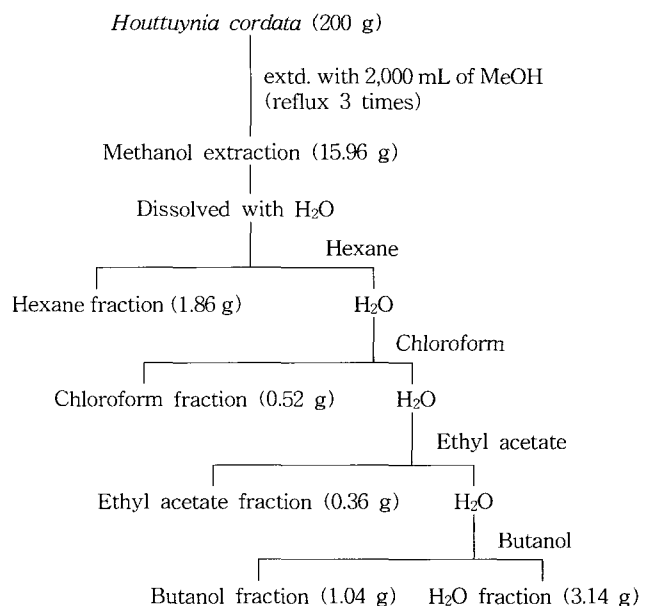 Houttuynia cordata (200 g)
extd. with 2,000 mL of MeOH
(reflux 3 times)
Methanol extraction (15.96 g)
Dissolved with H₂O
Hexane
Hexane fraction (1.86 g) H₂O
Chloroform
Chloroform fraction (0.52 g) H₂O
Ethyl acetate
Ethyl acetate fraction (0.36 g) H₂O
Butanol
Butanol fraction (1.04 g) H₂O fraction (3.14 g)